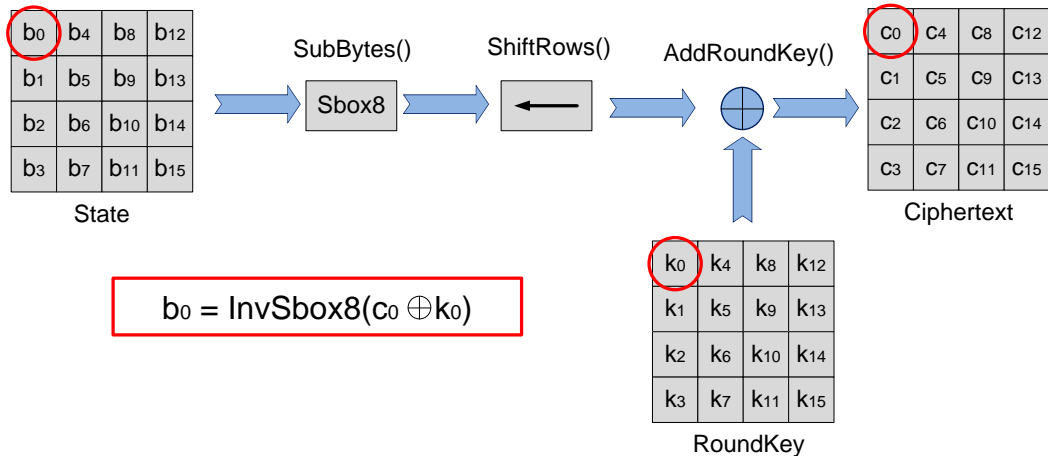 b0 b4 b8 b12
b1 b5 b9 b13
b2 b6 b10 b14
b3 b7 b11 b15
State
SubBytes()
Sbox8
ShiftRows()
AddRoundKey()
c0 c4 c8 c12
c1 c5 c9 c13
c2 c6 c10 c14
c3 c7 c11 c15
Ciphertext
k0 k4 k8 k12
k1 k5 k9 k13
k2 k6 k10 k14
k3 k7 k11 k15
RoundKey
b0 = InvSbox8(c0 ⊕k0)